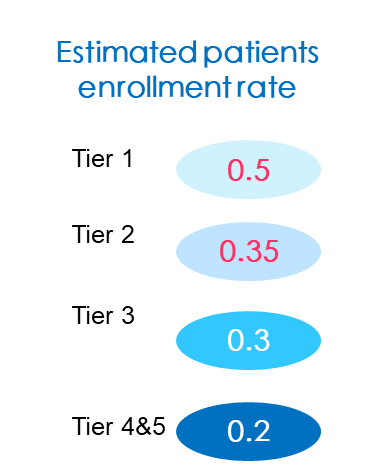 Estimated patients
enrollment rate
Tier 1
0.5
Tier 2
0.35
Tier 3
0.3
Tier 4&5
0.2